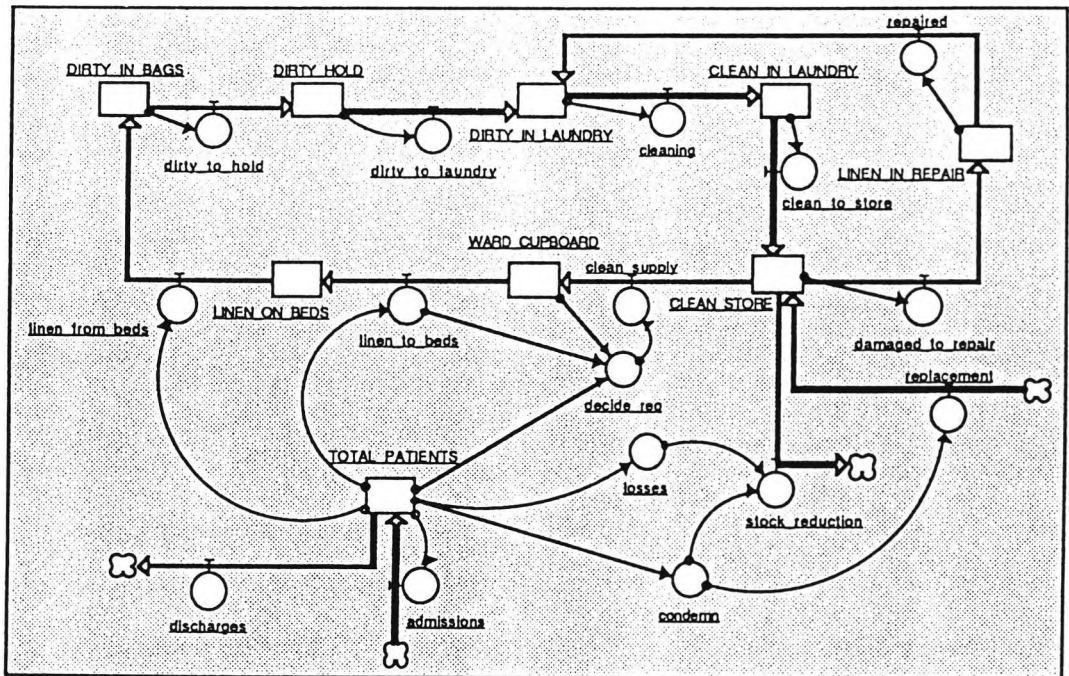 repaired
DIRTY IN BAGS
DIRTY HOLD
CLEAN IN LAUNDRY
DIRTY IN LAUNDRY
cleaning
dirty to hold
dirty to laundry
LINEN IN REPAIR
clean to store
WARD CUPBOARD
clean supply
LINEN ON BEDS
CLEAN STORE
linen from beds
linen to beds
damaged to repair
replacement
decide req
TOTAL PATIENTS
losses
stock reduction
discharges
admissions
condemn